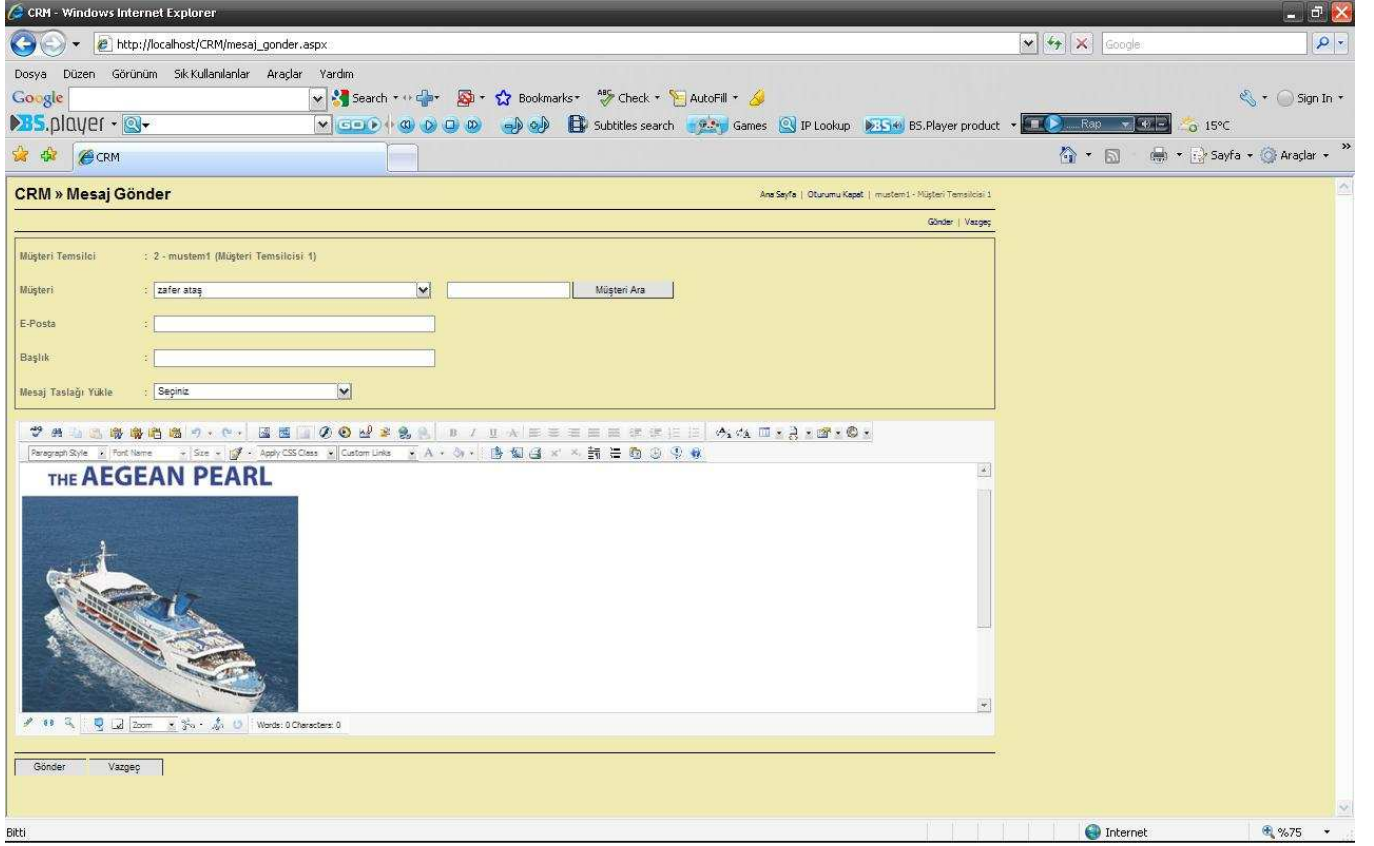 CRM - Windows Internet Explorer
http://localhost/CRM/mesaj_gonder.aspx
Google
Dosya Düzen Görünüm Sık Kullanılanlar Araçlar Yardım
Google Search Bookmarks Check AutoFill Sign In
BS.player GO Subtitles search Games IP Lookup BS.Player product ....Rap 15°C
CRM Sayfa Araçlar
CRM » Mesaj Gönder Ana Sayfa | Oturumu Kapat | mustem1 - Müşteri Temsilcisi 1
Gönder | Vazgeç
Müşteri Temsilci : 2 - mustem1 (Müşteri Temsilcisi 1)
Müşteri : zafer ataş Müşteri Ara
E-Posta :
Başlık :
Mesaj Taslağı Yükle : Seçiniz
Paragraph Style Font Name Size Apply CSS Class Custom Links
THE AEGEAN PEARL
Zoom Words: 0 Characters: 0
Gönder Vazgeç
Bitti Internet %75